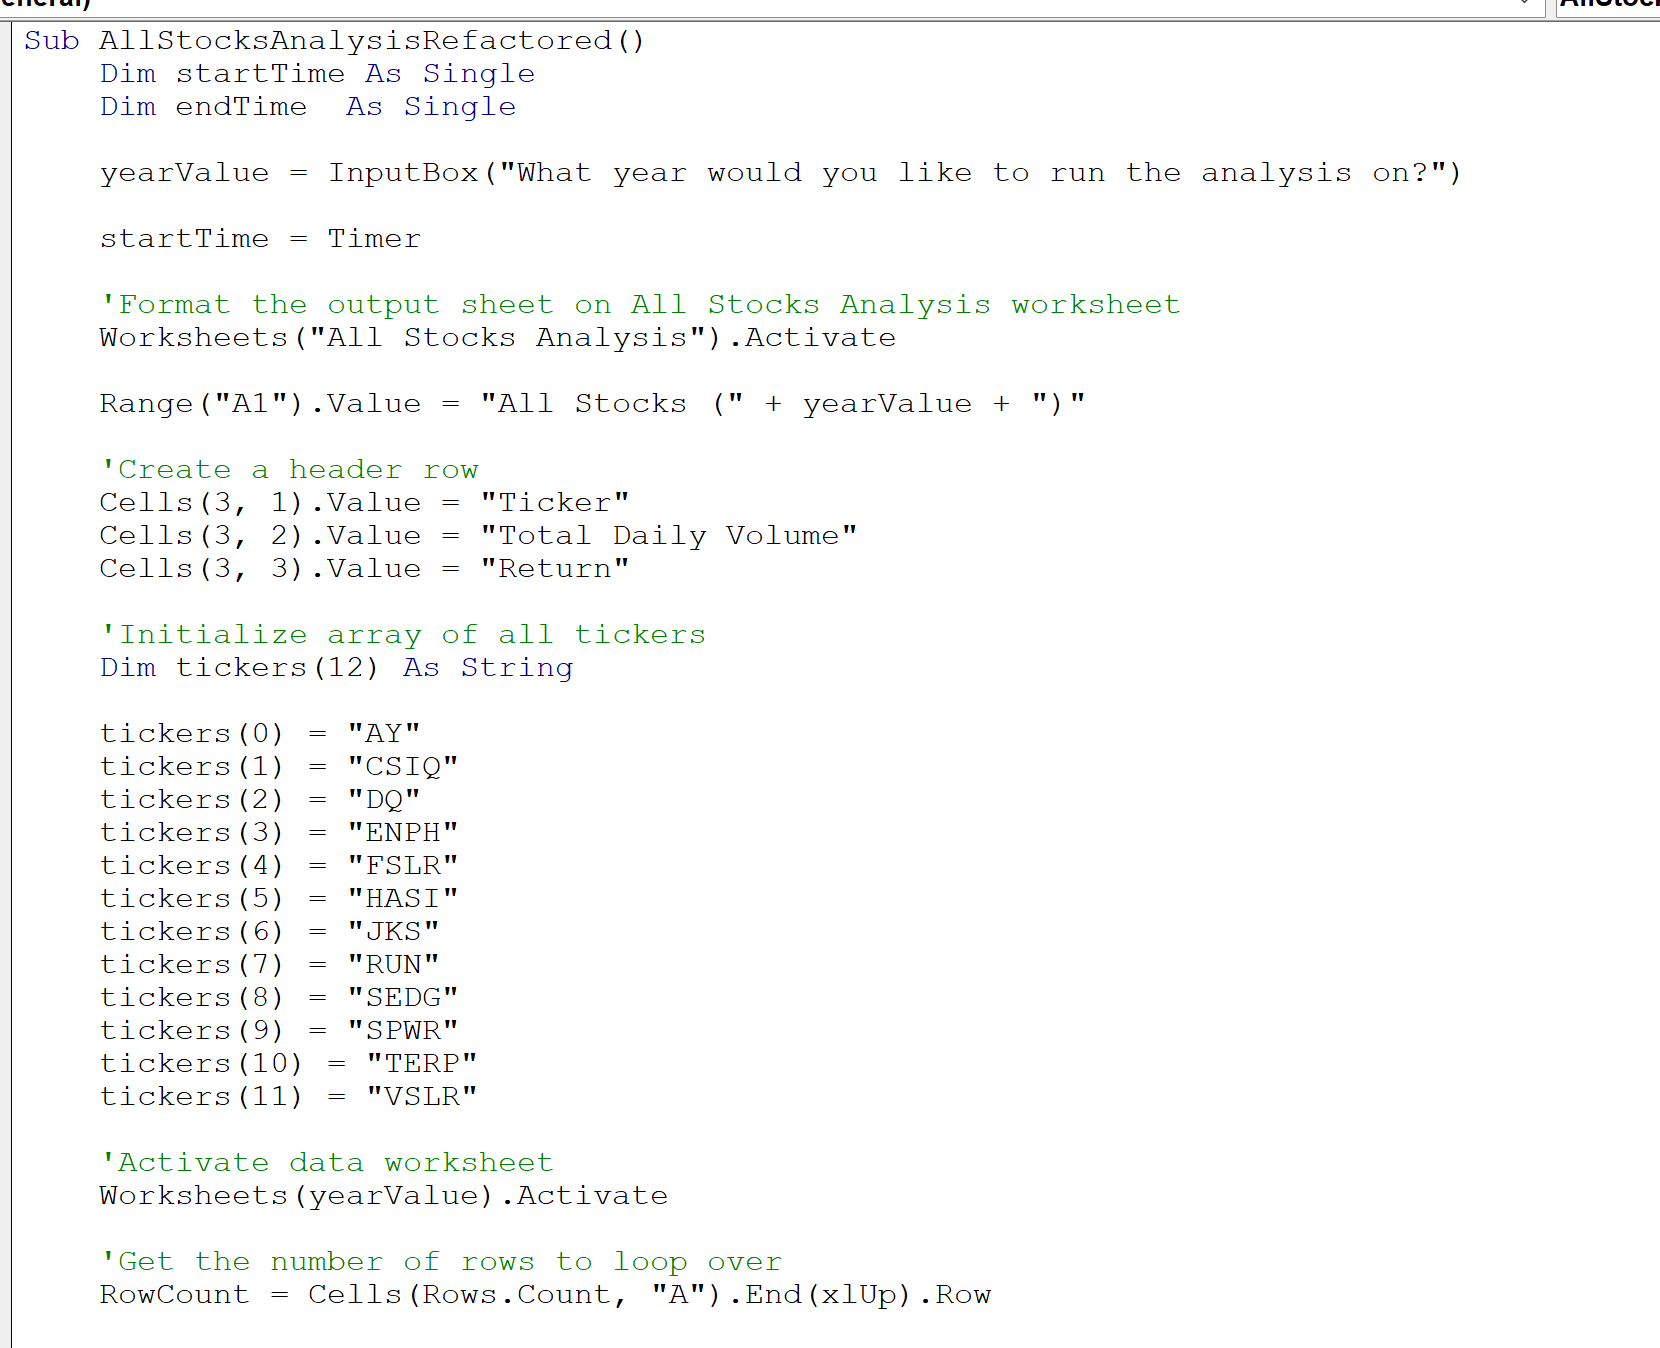 Sub AllStocksAnalysisRefactored()
    Dim startTime As Single
    Dim endTime  As Single

    yearValue = InputBox("What year would you like to run the analysis on?")

    startTime = Timer

    'Format the output sheet on All Stocks Analysis worksheet
    Worksheets("All Stocks Analysis").Activate

    Range("A1").Value = "All Stocks (" + yearValue + ")"

    'Create a header row
    Cells(3, 1).Value = "Ticker"
    Cells(3, 2).Value = "Total Daily Volume"
    Cells(3, 3).Value = "Return"

    'Initialize array of all tickers
    Dim tickers(12) As String

    tickers(0) = "AY"
    tickers(1) = "CSIQ"
    tickers(2) = "DQ"
    tickers(3) = "ENPH"
    tickers(4) = "FSLR"
    tickers(5) = "HASI"
    tickers(6) = "JKS"
    tickers(7) = "RUN"
    tickers(8) = "SEDG"
    tickers(9) = "SPWR"
    tickers(10) = "TERP"
    tickers(11) = "VSLR"

    'Activate data worksheet
    Worksheets(yearValue).Activate

    'Get the number of rows to loop over
    RowCount = Cells(Rows.Count, "A").End(xlUp).Row